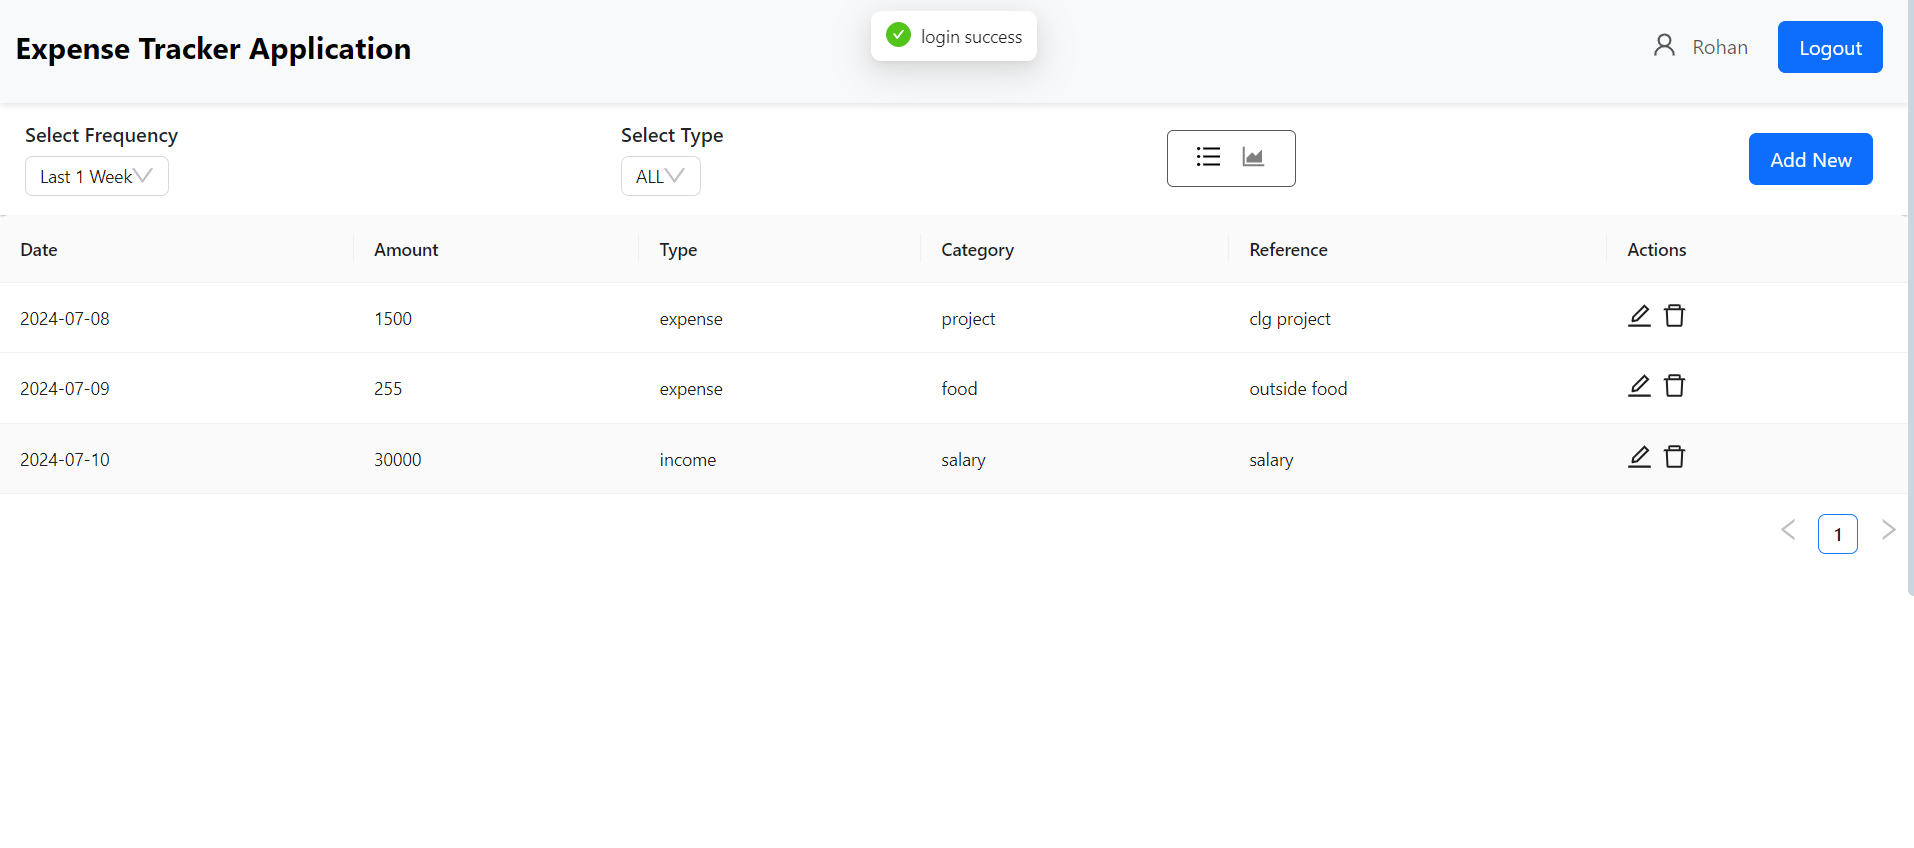 Expense Tracker Application
login success
Rohan
Logout
Select Frequency
Last 1 Week
Select Type
ALL
Add New
Date Amount Type Category Reference Actions
2024-07-08 1500 expense project clg project
2024-07-09 255 expense food outside food
2024-07-10 30000 income salary salary
1